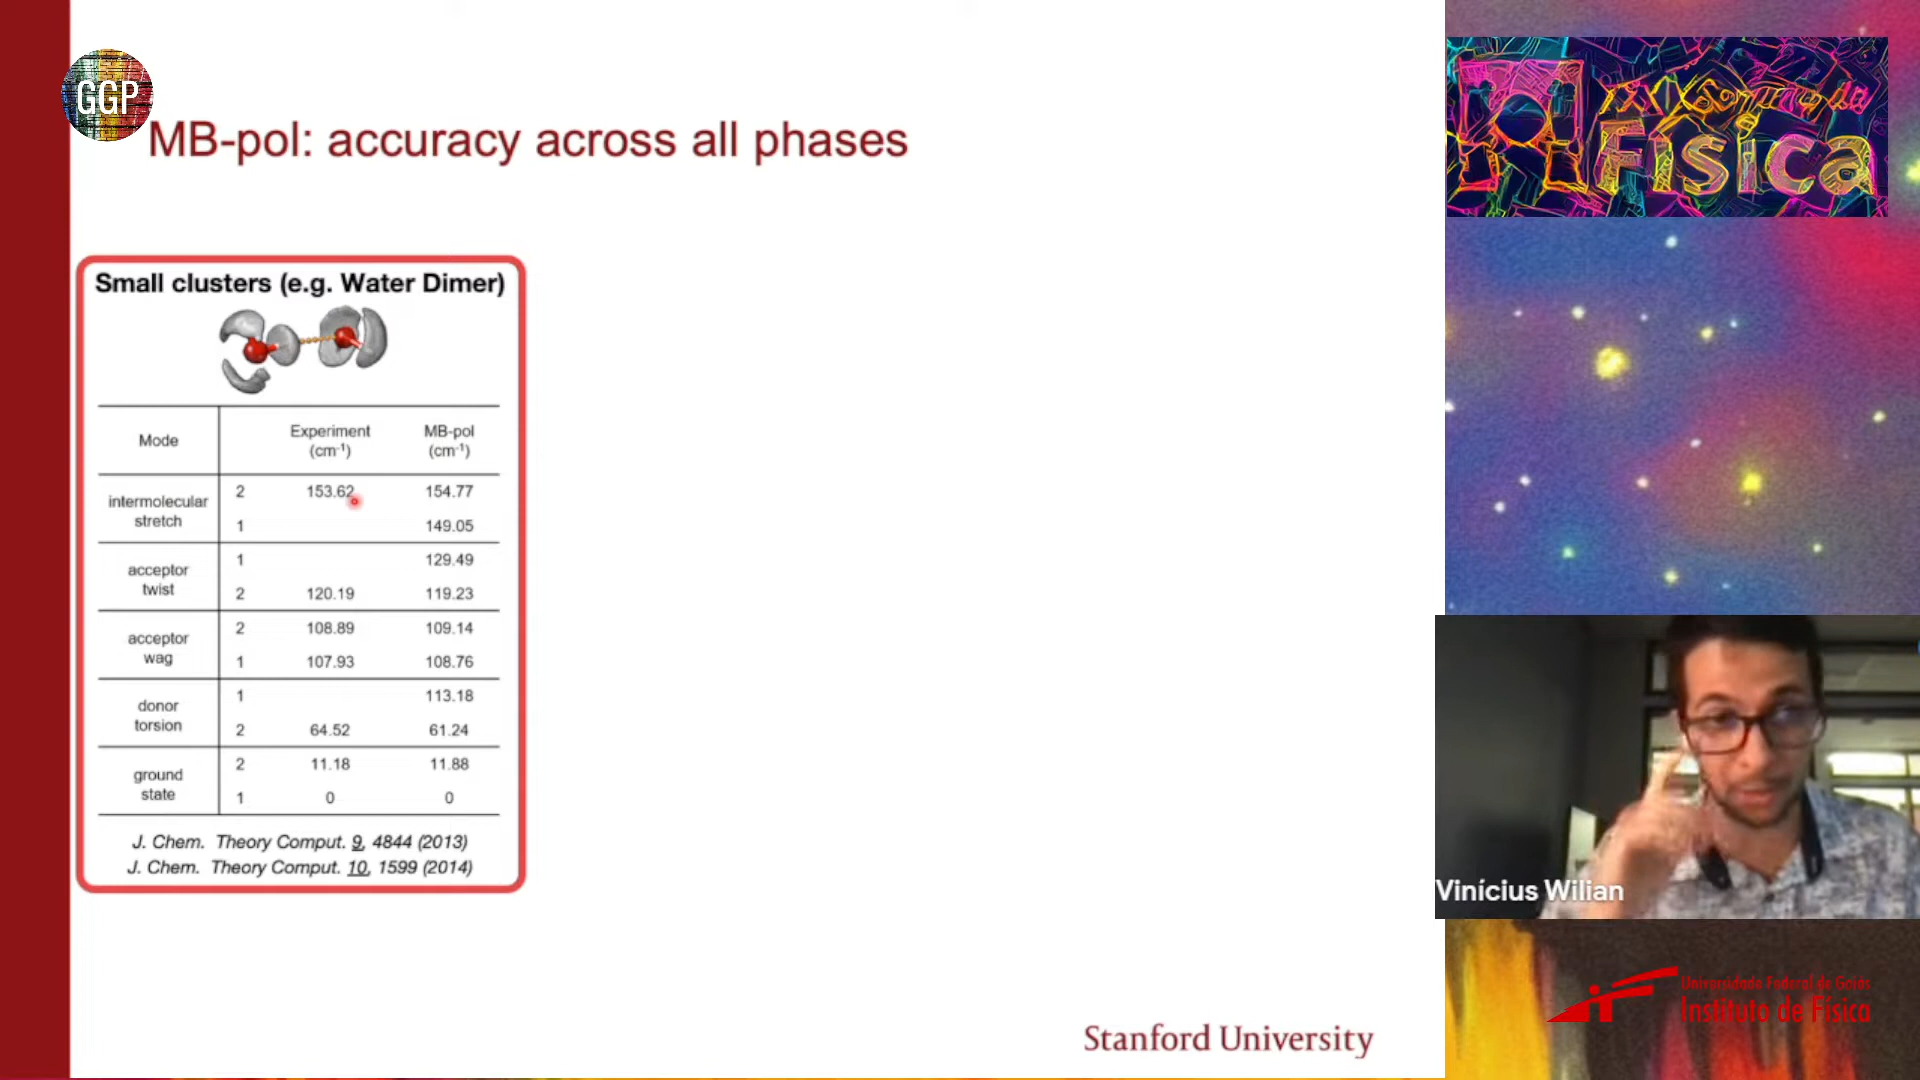 GGP
MB-pol: accuracy across all phases
Small clusters (e.g. Water Dimer)
Mode Experiment (cm-1) MB-pol (cm-1)
intermolecular stretch 2 153.62 154.77
1 149.05
acceptor twist 1 129.49
2 120.19 119.23
acceptor wag 2 108.89 109.14
1 107.93 108.76
donor torsion 1 113.18
2 64.52 61.24
ground state 2 11.18 11.88
1 0 0
J. Chem. Theory Comput. 9, 4844 (2013)
J. Chem. Theory Comput. 10, 1599 (2014)
Stanford University
Física
Vinícius Wilian
Universidade Federal de Goiás
Instituto de Física